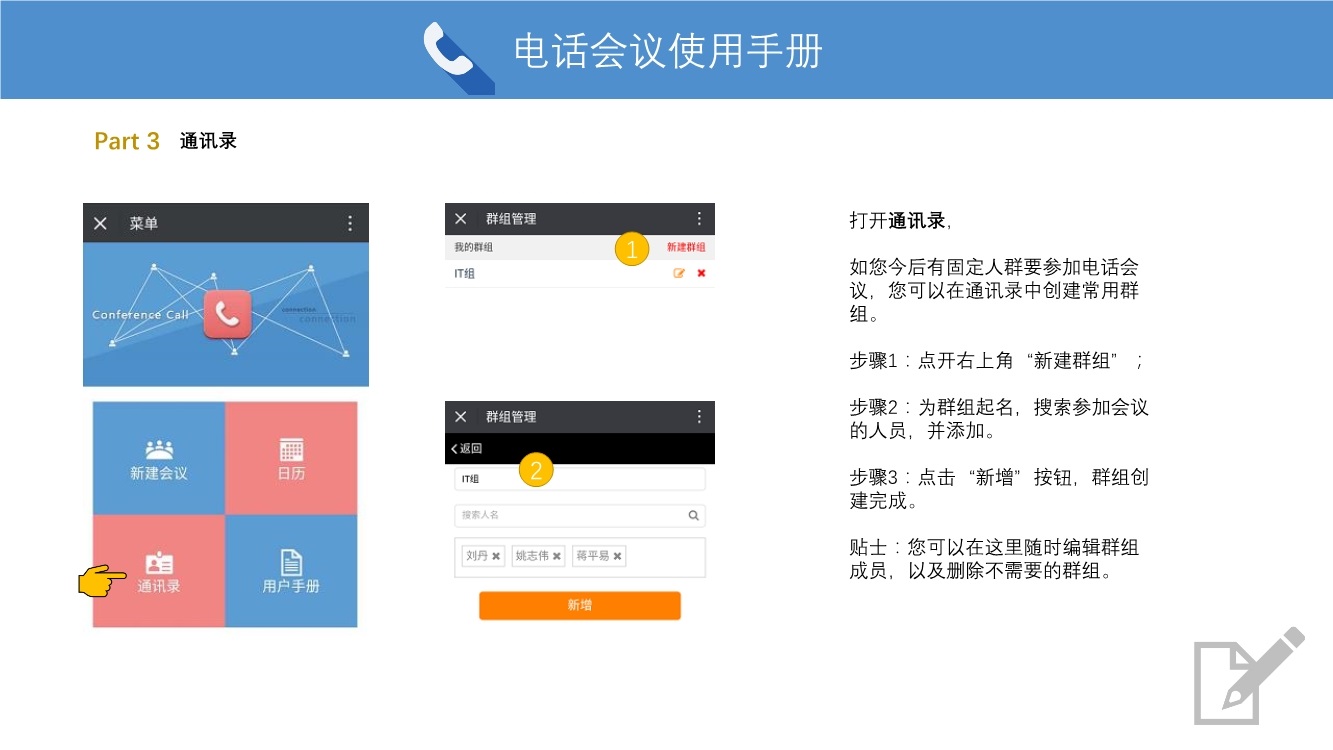 电话会议使用手册
Part 3 通讯录
菜单
Conference Call
connection
connection
新建会议
日历
通讯录
用户手册
群组管理
我的群组
1
新建群组
IT组
群组管理
返回
2
IT组
搜索人名
刘丹 姚志伟 蒋平易
新增
打开通讯录,
如您今后有固定人群要参加电话会
议，您可以在通讯录中创建常用群
组。
步骤1：点开右上角“新建群组”；
步骤2：为群组起名，搜索参加会议
的人员，并添加。
步骤3：点击“新增”按钮，群组创
建完成。
贴士：您可以在这里随时编辑群组
成员，以及删除不需要的群组。